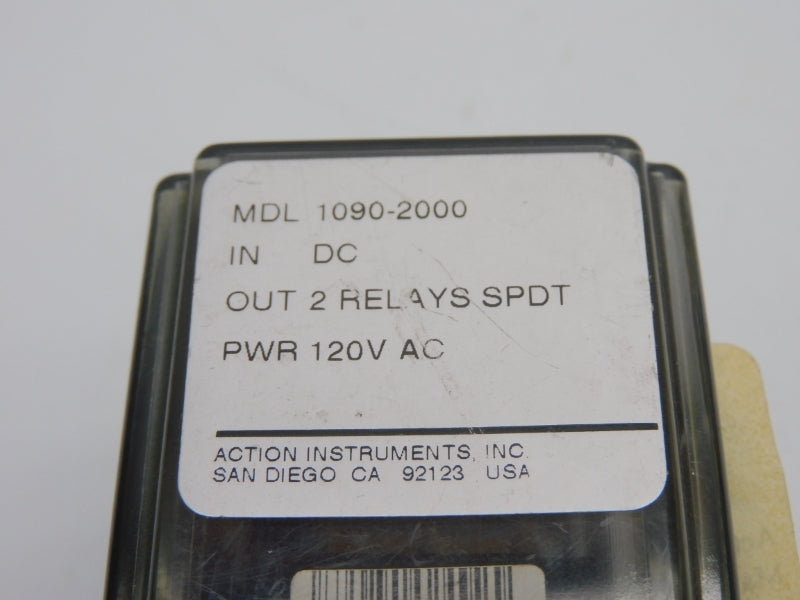 MDL 1090-2000
IN DC
OUT 2 RELAYS SPDT
PWR 120V AC
ACTION INSTRUMENTS, INC.
SAN DIEGO CA 92123 USA